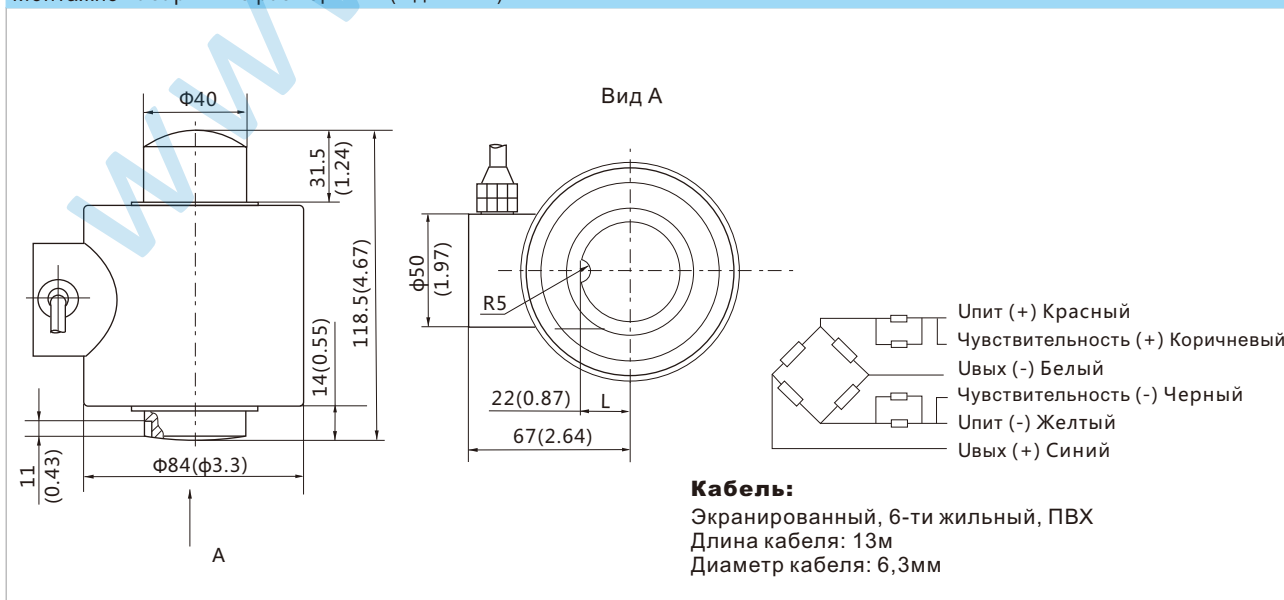 Ф40
31.5
(1.24)
118.5(4.67)
14(0.55)
11
(0.43)
Ф84(ф3.3)
A
Вид А
ф50
(1.97)
R5
22(0.87)
L
67(2.64)
Uпит (+) Красный
Чувствительность (+) Коричневый
Uвых (-) Белый
Чувствительность (-) Черный
Uпит (-) Желтый
Uвых (+) Синий
Кабель:
Экранированный, 6-ти жильный, ПВХ
Длина кабеля: 13м
Диаметр кабеля: 6,3мм